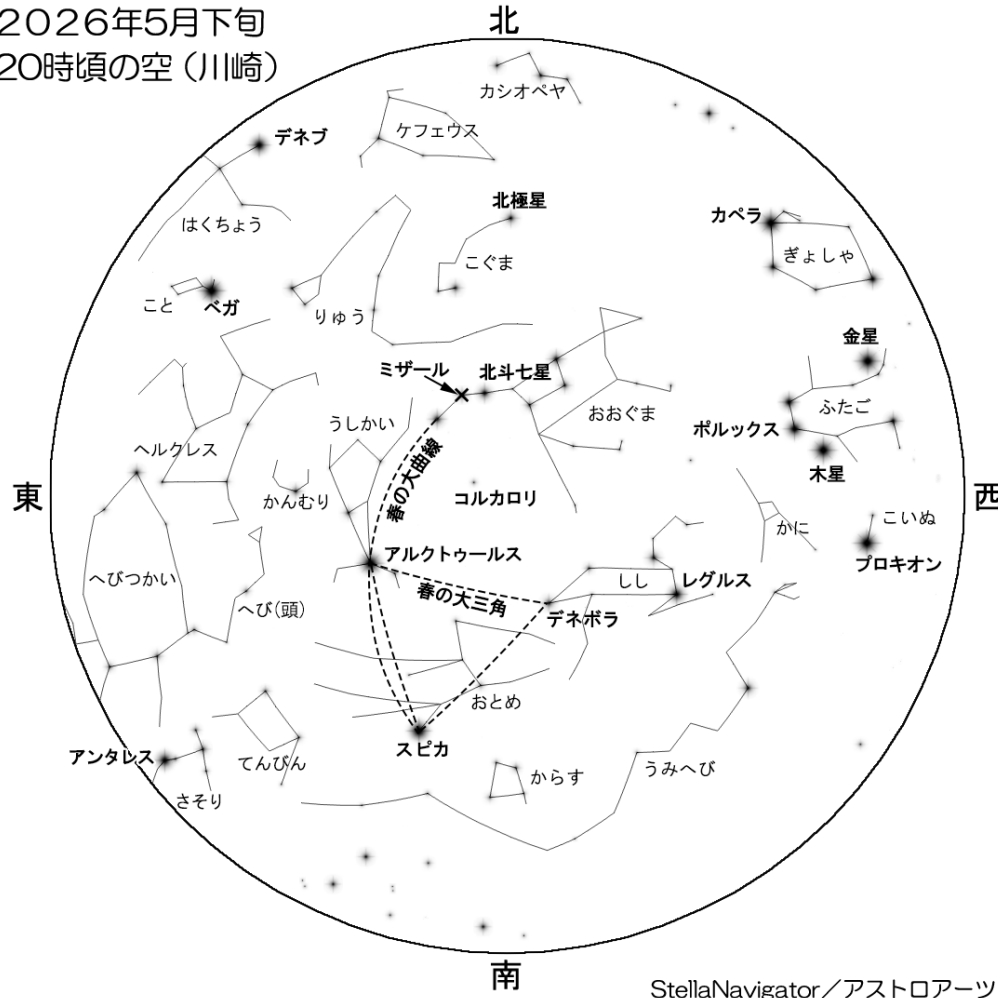 2026年5月下旬
20時頃の空（川崎）
北
カシオペヤ
ケフェウス
デネブ
北極星
カペラ
はくちょう
ぎょしゃ
こぐま
こと
ベガ
りゅう
金星
ミザール
北斗七星
おおぐま
ふたご
うしかい
ポルックス
ヘルクレス
木星
春の大曲線
東
かんむり
コルカロリ
西
こいぬ
かに
アルクトゥールス
プロキオン
へびつかい
しし
レグルス
春の大三角
へび(頭)
デネボラ
おとめ
スピカ
アンタレス
てんびん
からす
うみへび
さそり
南
StellaNavigator／アストロアーツ